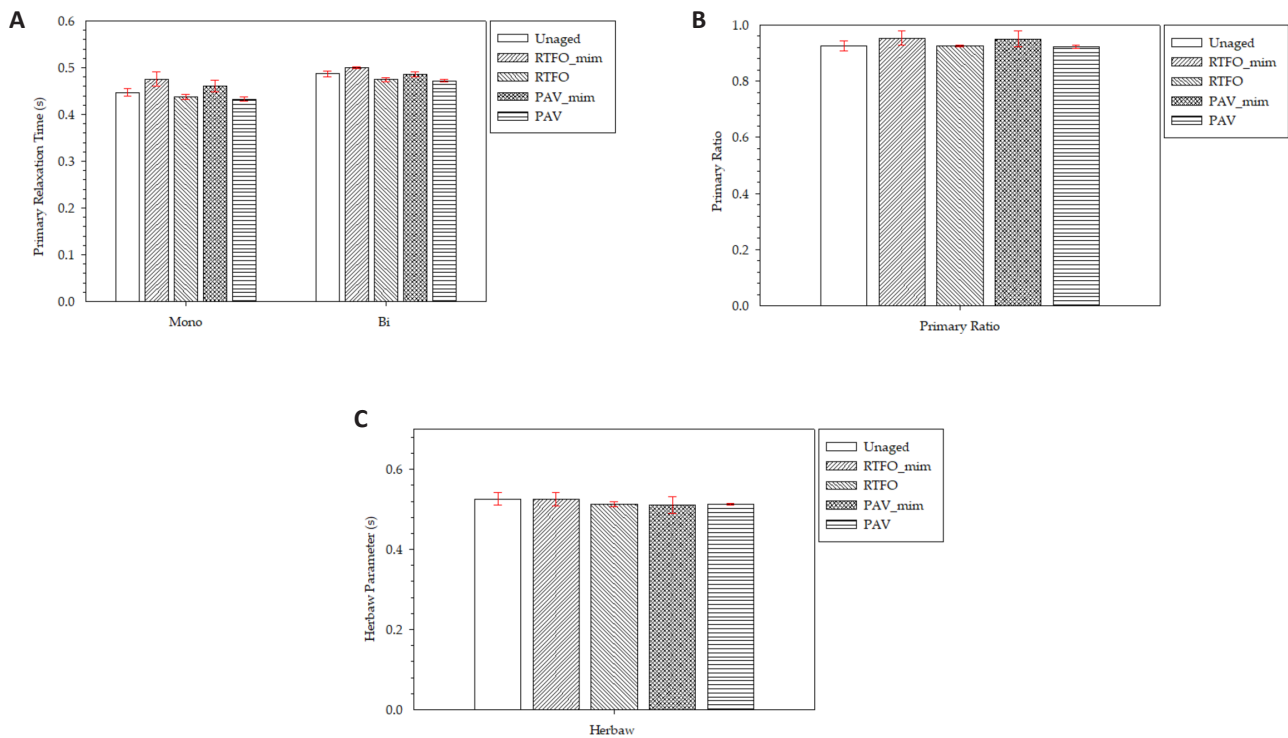 A
0.6
0.5
0.4
0.3
0.2
0.1
0.0
Primary Relaxation Time (s)
Mono
Bi
Unaged
RTFO_mim
RTFO
PAV_mim
PAV
B
1.0
0.8
0.6
0.4
0.2
0.0
Primary Ratio
Primary Ratio
Unaged
RTFO_mim
RTFO
PAV_mim
PAV
C
0.6
0.4
0.2
0.0
Herbaw Parameter (s)
Herbaw
Unaged
RTFO_mim
RTFO
PAV_mim
PAV